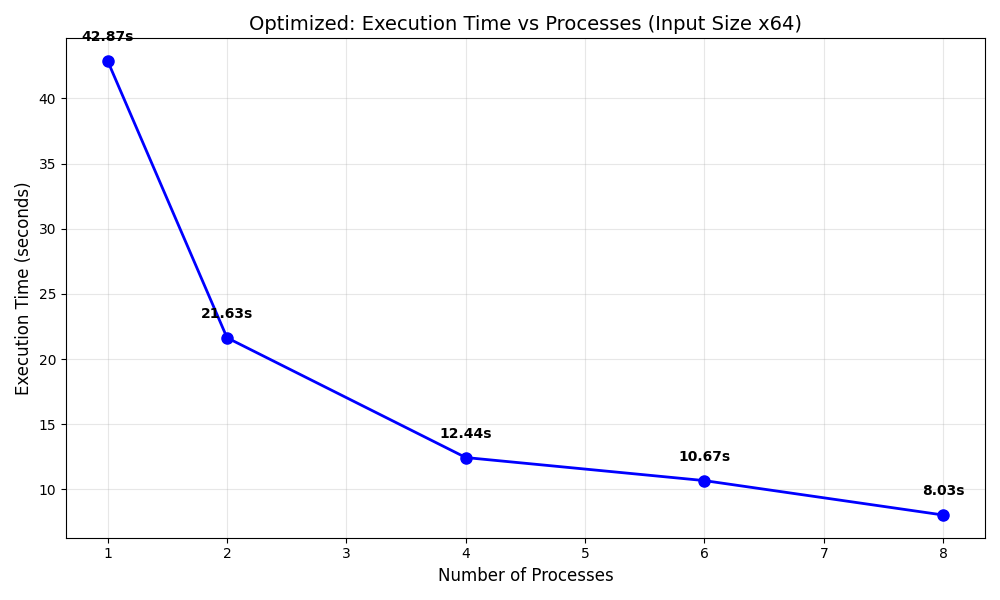 Optimized: Execution Time vs Processes (Input Size x64)
42.87s
21.63s
12.44s
10.67s
8.03s
Execution Time (seconds)
40
35
30
25
20
15
10
1 2 3 4 5 6 7 8
Number of Processes